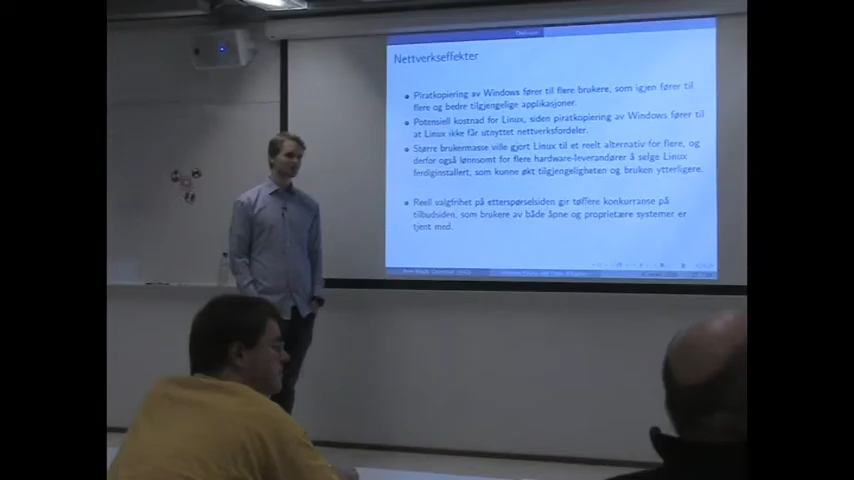 Nettverkseffekter
Piratkopiering av Windows fører til flere brukere, som igjen fører til
flere og bedre tilgjengelige applikasjoner.
Potensiell kostnad for Linux, siden piratkopiering av Windows fører til
at Linux ikke får utnyttet nettverksfordeler.
Større brukermasse ville gjort Linux til et reelt alternativ for flere, og
derfor også lønnsomt for flere hardware-leverandører å selge Linux
ferdiginstallert, som kunne økt tilgjengeligheten og bruken ytterligere.
Reell valgfrihet på etterspørselsiden gir tøffere konkurranse på
tilbudsiden, som brukere av både åpne og proprietære systemer er
tjent med.